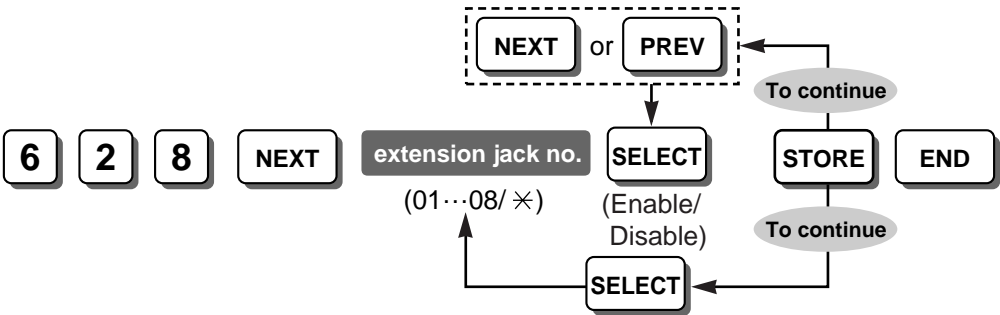 NEXT or PREV
To continue
6 2 8 NEXT extension jack no. SELECT STORE END
(01···08/ ✳)
(Enable/
Disable)
To continue
SELECT